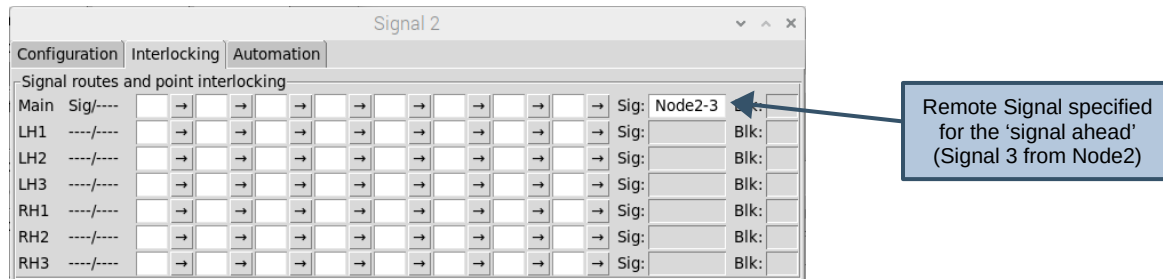 Signal 2
Configuration Interlocking Automation
Signal routes and point interlocking
Main Sig/---- → → → → → → → → Sig: Node2-3 Blk:
LH1 ----/---- → → → → → → → → Sig: Blk:
LH2 ----/---- → → → → → → → → Sig: Blk:
LH3 ----/---- → → → → → → → → Sig: Blk:
RH1 ----/---- → → → → → → → → Sig: Blk:
RH2 ----/---- → → → → → → → → Sig: Blk:
RH3 ----/---- → → → → → → → → Sig: Blk:
Remote Signal specified
for the ‘signal ahead’
(Signal 3 from Node2)